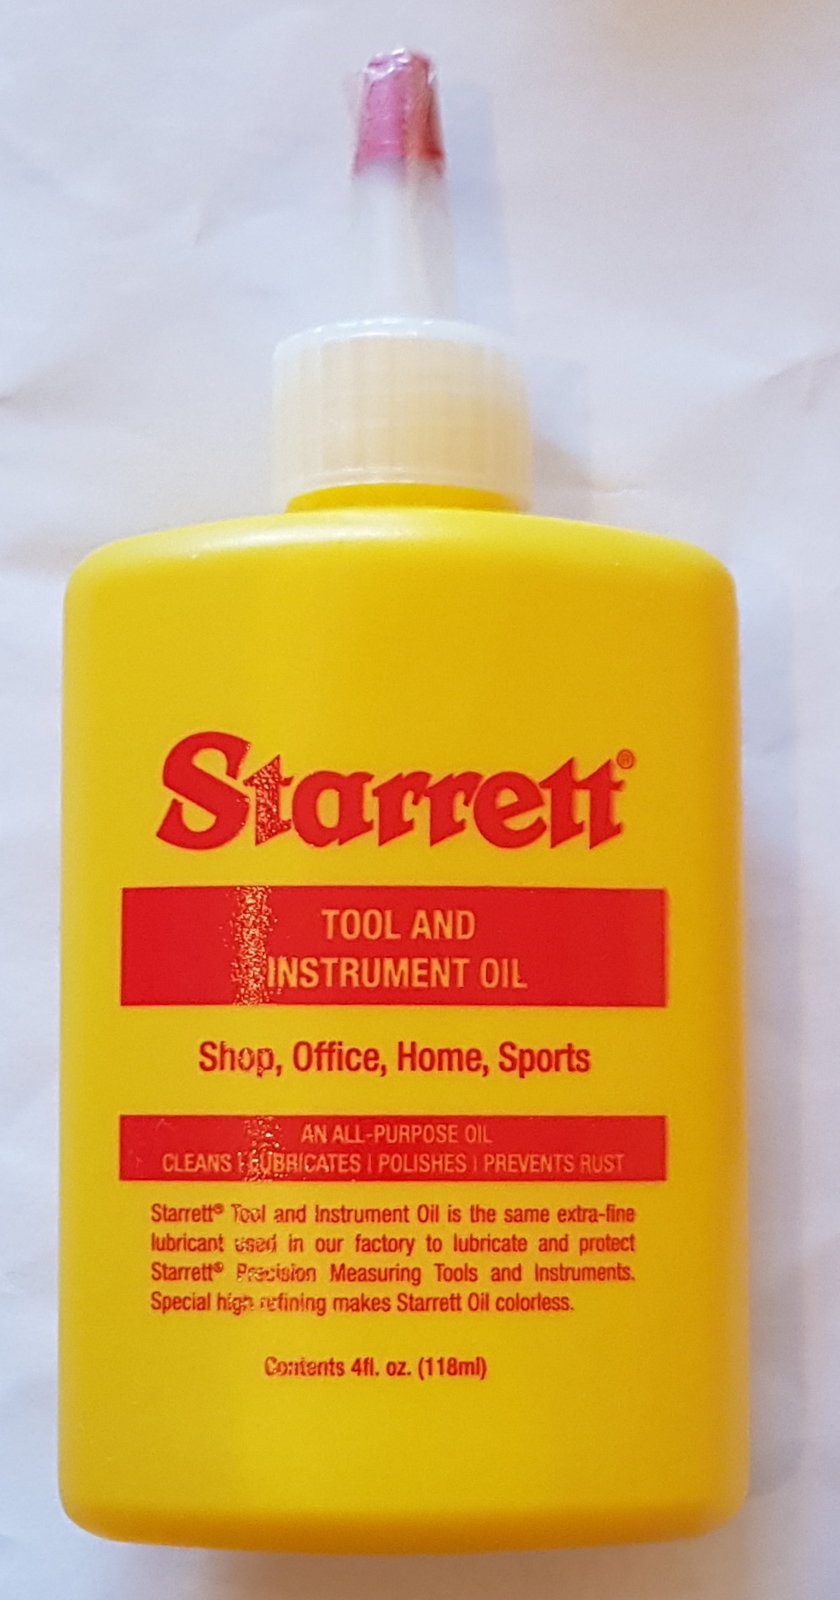 Starrett®
TOOL AND
INSTRUMENT OIL
Shop, Office, Home, Sports
AN ALL-PURPOSE OIL
CLEANS | LUBRICATES | POLISHES | PREVENTS RUST
Starrett® Tool and Instrument Oil is the same extra-fine
lubricant used in our factory to lubricate and protect
Starrett® Precision Measuring Tools and Instruments.
Special high refining makes Starrett Oil colorless.
Contents 4fl. oz. (118ml)